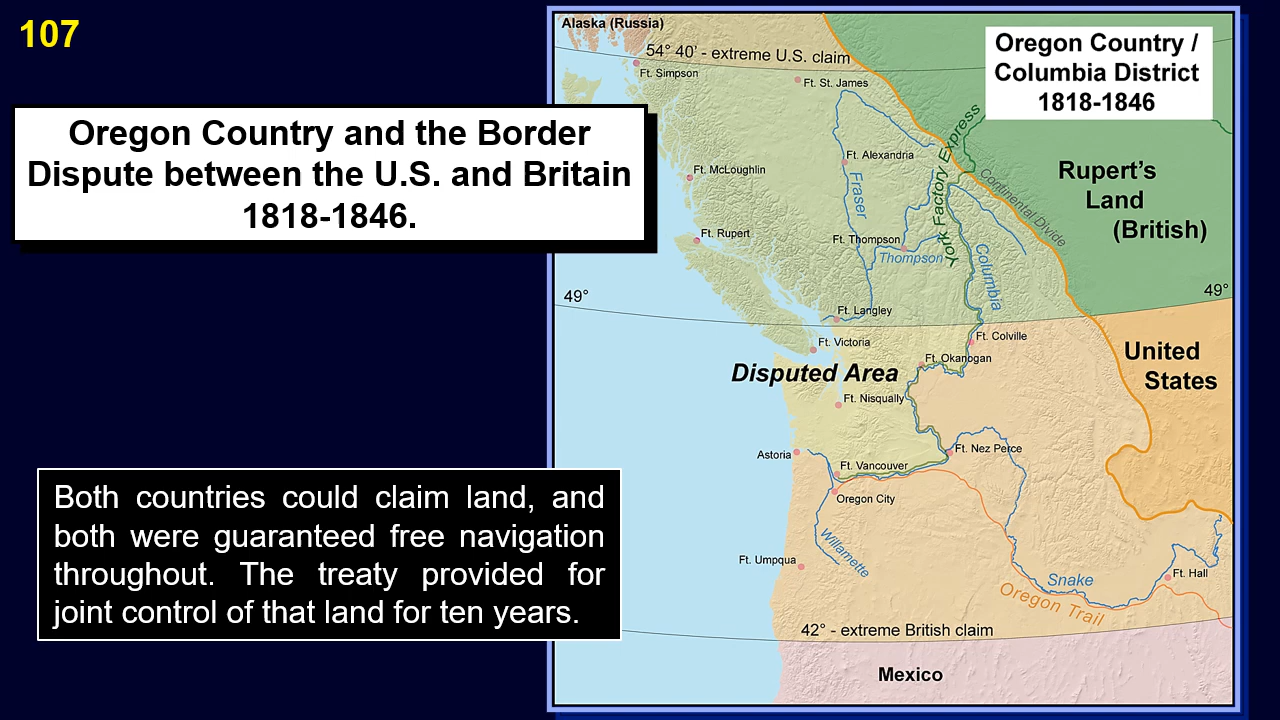 107
Oregon Country and the Border
Dispute between the U.S. and Britain
1818-1846.
Both countries could claim land, and
both were guaranteed free navigation
throughout. The treaty provided for
joint control of that land for ten years.
Alaska (Russia)
54° 40' - extreme U.S. claim
Oregon Country /
Columbia District
1818-1846
Ft. Simpson
Ft. St. James
York Factory Express
Ft. Alexandria
Ft. McLoughlin
Fraser
Continental Divide
Rupert's
Land
(British)
Ft. Rupert
Ft. Thompson
Thompson
Columbia
49°
49°
Ft. Langley
Ft. Victoria
Ft. Colville
Ft. Okanogan
United
States
Disputed Area
Ft. Nisqually
Astoria
Ft. Nez Perce
Ft. Vancouver
Oregon City
Willamette
Ft. Umpqua
Snake
Ft. Hall
Oregon Trail
42° - extreme British claim
Mexico